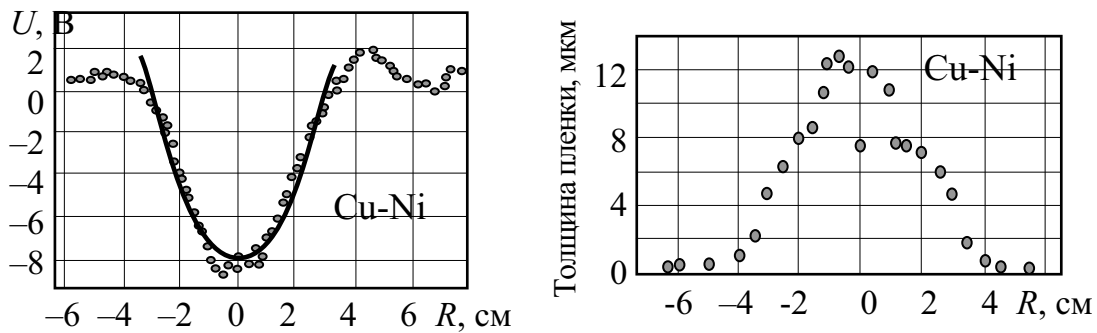 U, В
2
0
–2
–4
–6
–8
Cu-Ni
–6 –4 –2 0 2 4 6 R, см
Толщина пленки, мкм
12
8
4
0
Cu-Ni
-6 -4 -2 0 2 4 R, см